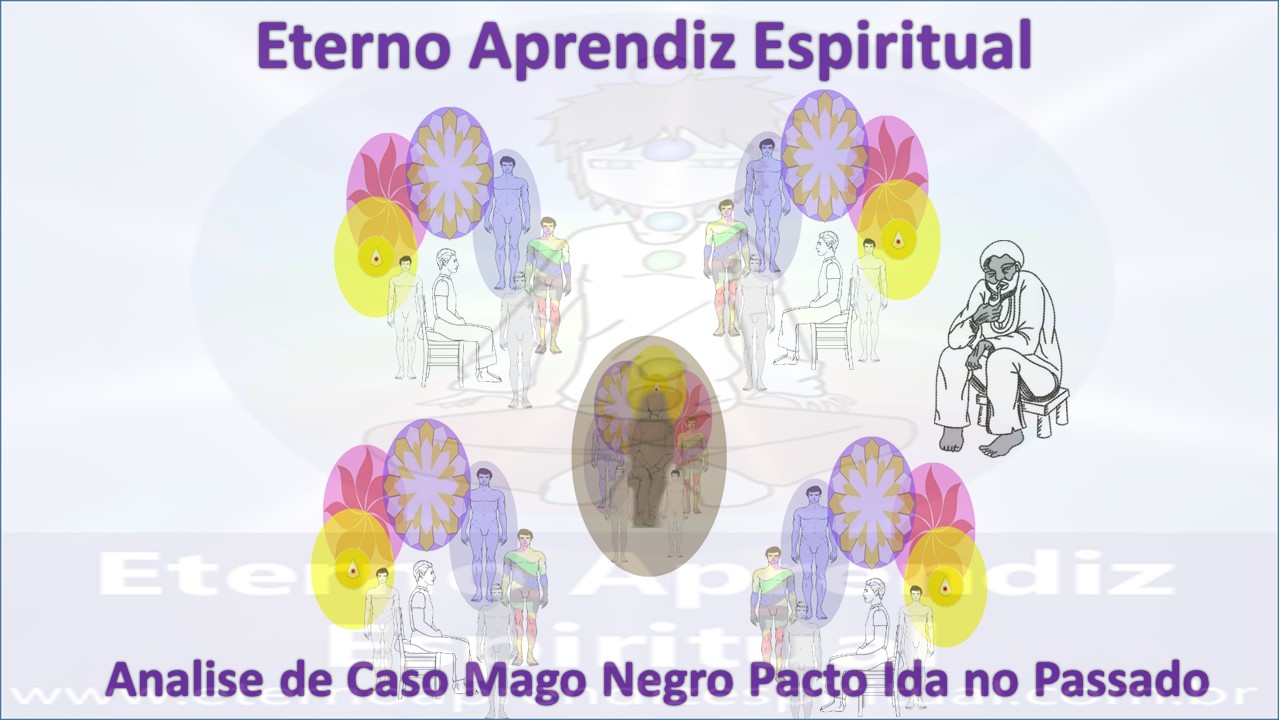 Eterno Aprendiz Espiritual
Eterno Aprendiz
Espiritual
Analise de Caso Mago Negro Pacto Ida no Passado
www.eternoaprendizespiritual.com.br